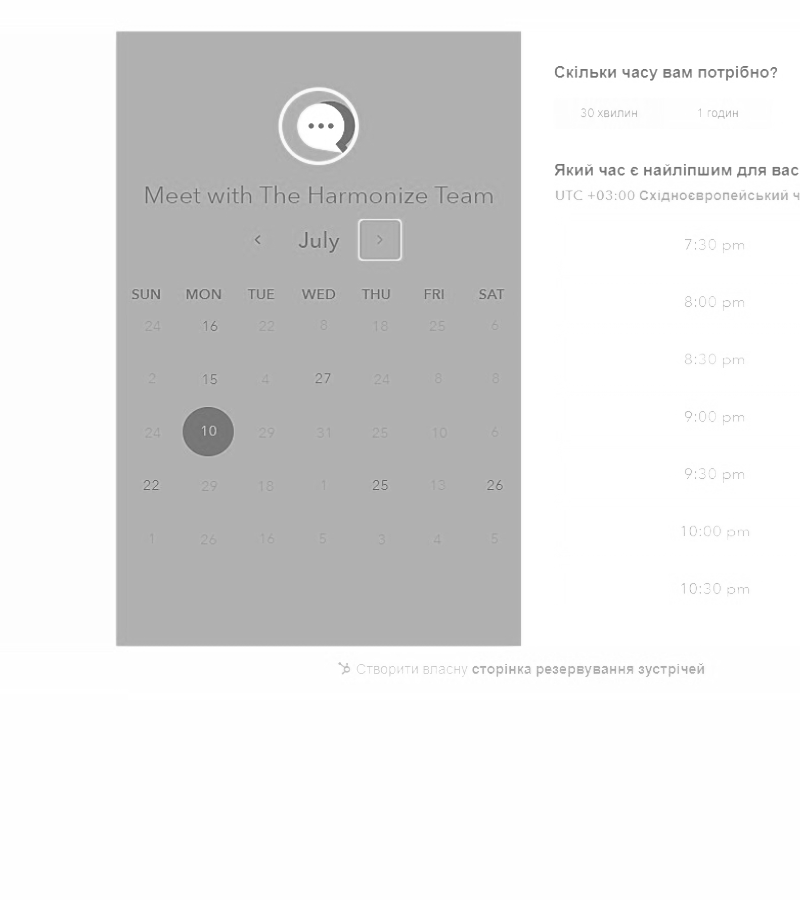 Meet with The Harmonize Team
July
SUN MON TUE WED THU FRI SAT
24 16 22 8 18 25 6
2 15 4 27 24 8 8
24 10 29 31 25 10 6
22 29 18 1 25 13 26
1 26 16 5 3 4 5
Скільки часу вам потрібно?
30 хвилин 1 годин
Який час є найліпшим для вас
UTC +03:00 Східноєвропейський ч
7:30 pm
8:00 pm
8:30 pm
9:00 pm
9:30 pm
10:00 pm
10:30 pm
Створити власну сторінка резервування зустрічей